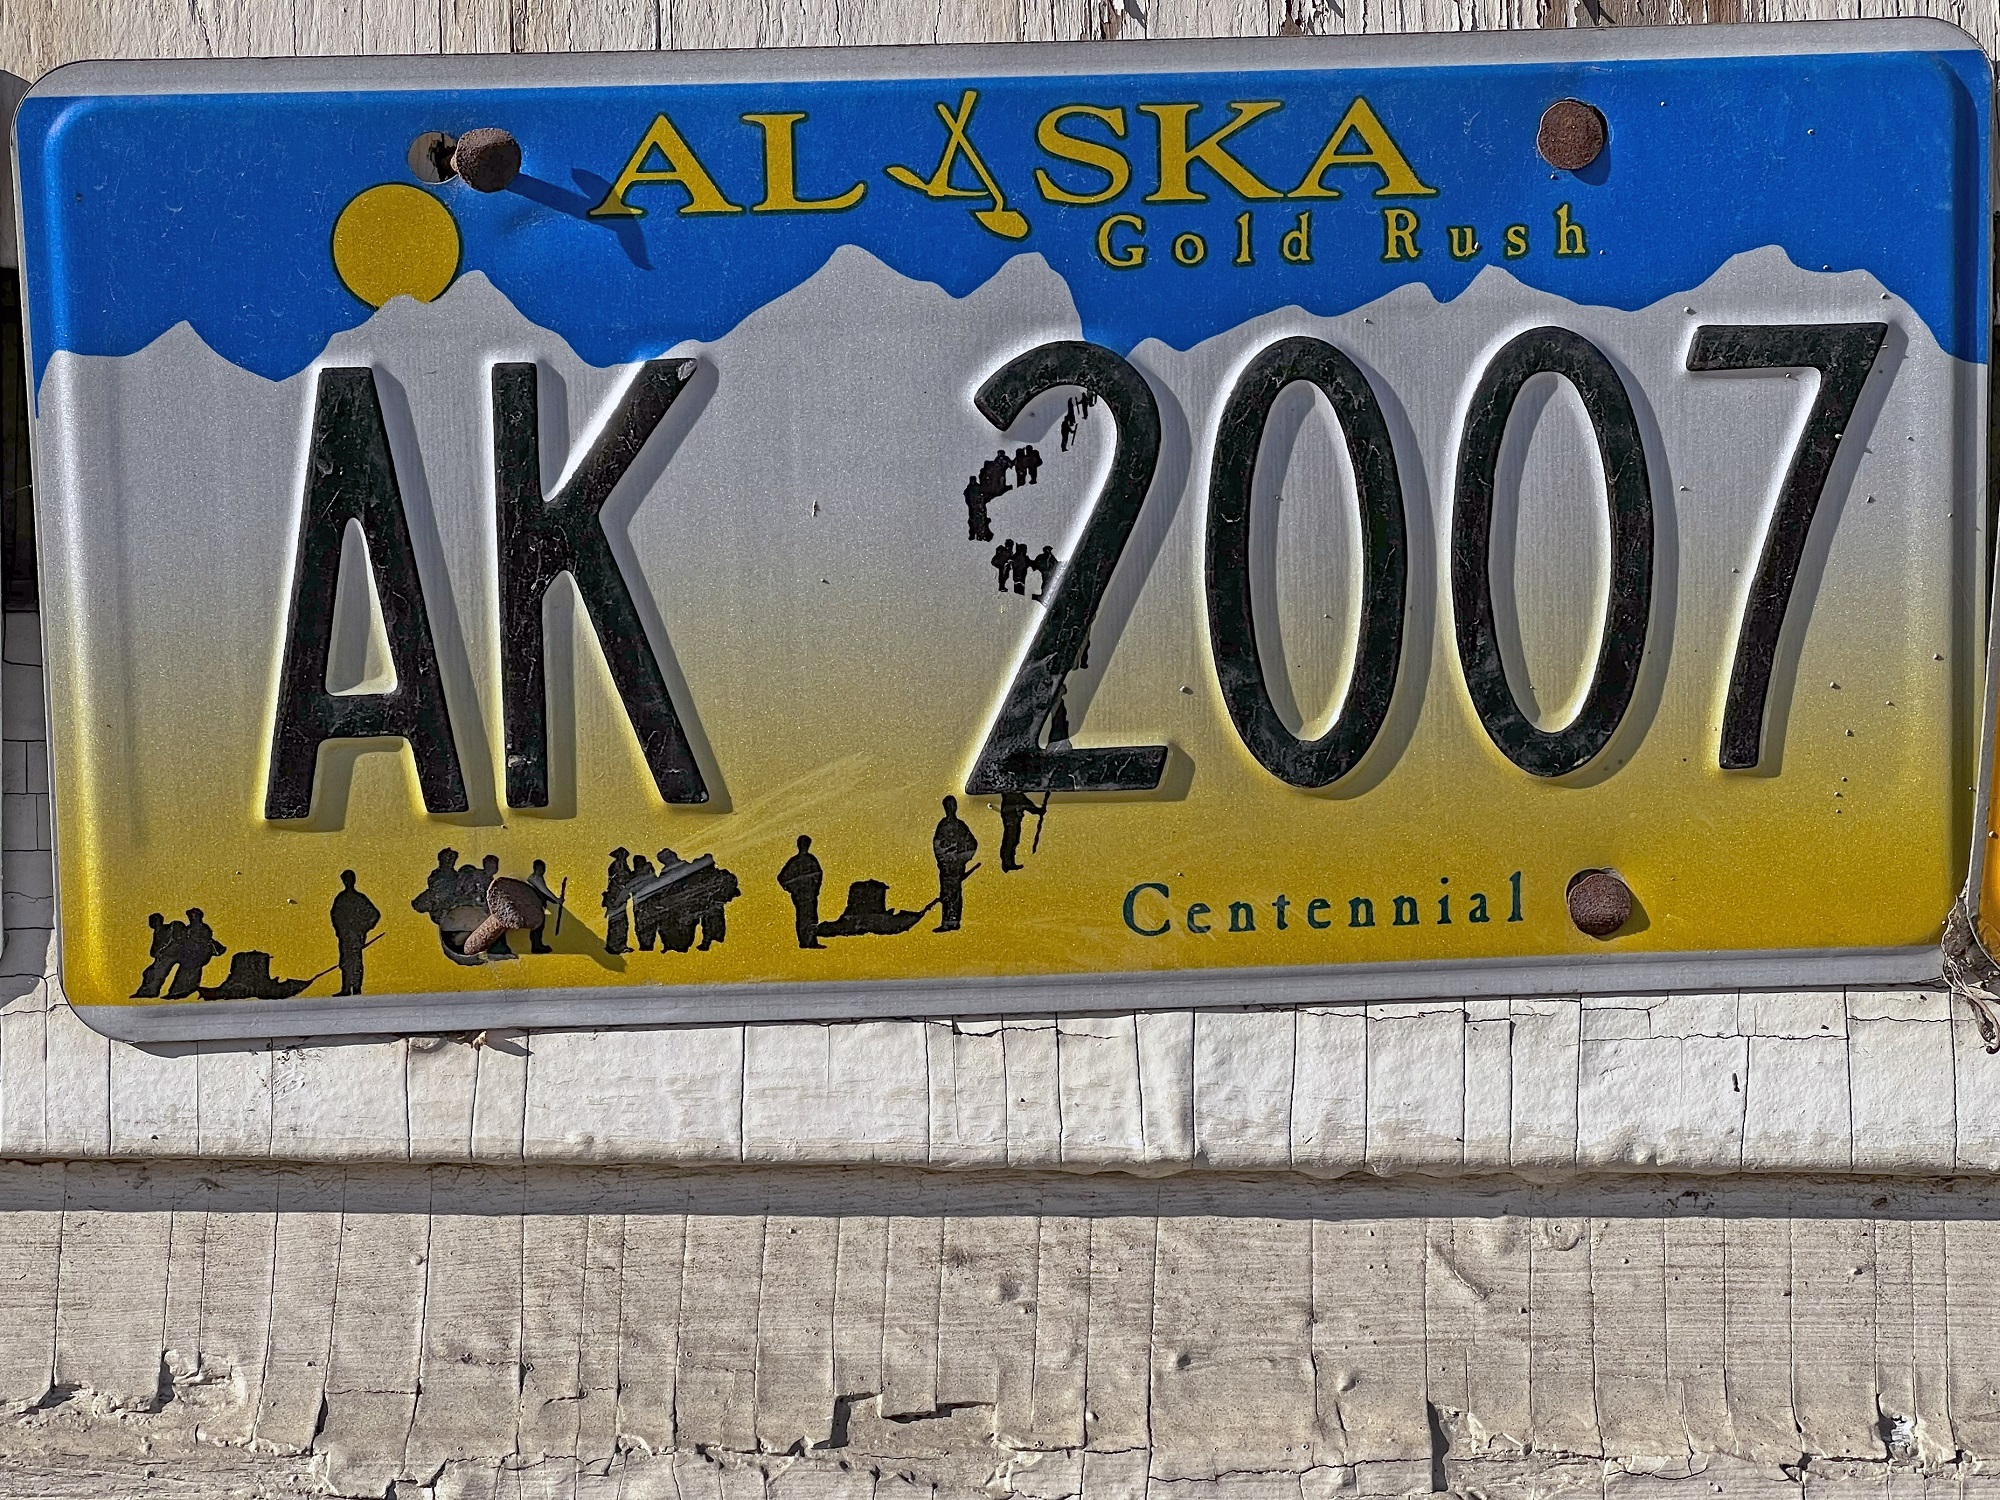 ALASKA
Gold Rush
AK 2007
Centennial